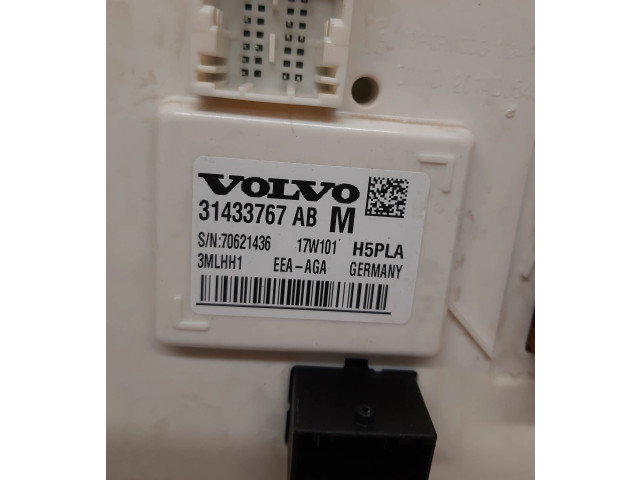 VOLVO
31433767 AB M
S/N:70621436 17W101 H5PLA
3MLHH1 EEA-AGA GERMANY